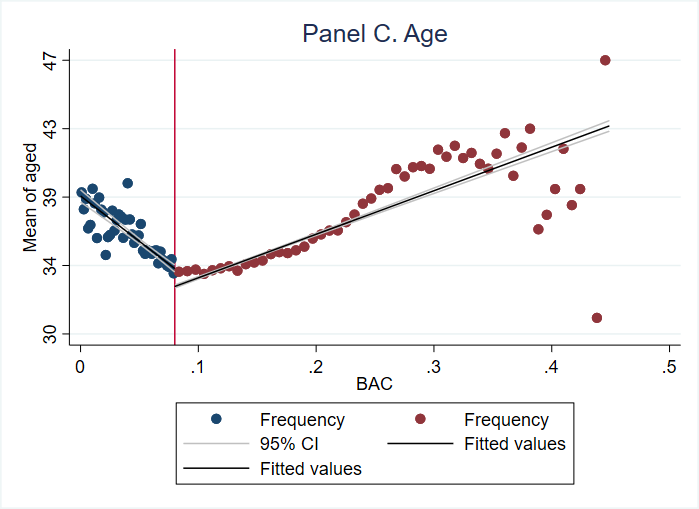 Panel C. Age
Mean of aged
47
43
39
34
30
0 .1 .2 .3 .4 .5
BAC
Frequency Frequency
95% CI Fitted values
Fitted values